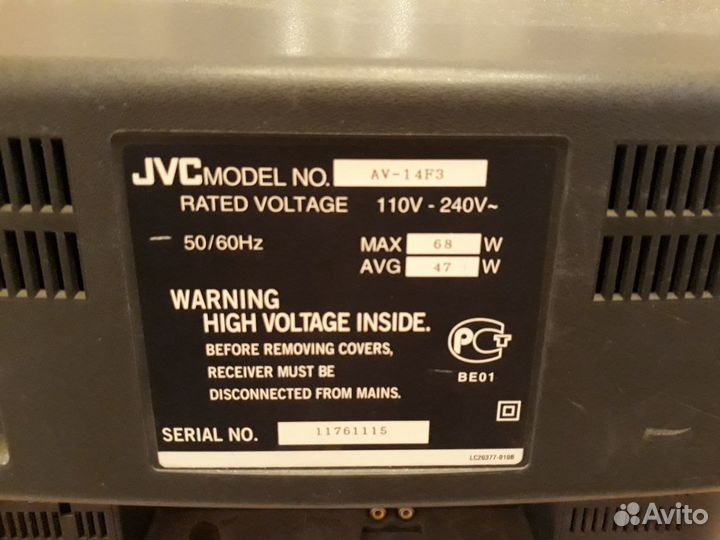 JVC MODEL NO. AV-14F3
RATED VOLTAGE 110V - 240V~
50/60Hz MAX 68 W
AVG 47 W
WARNING
HIGH VOLTAGE INSIDE.
BEFORE REMOVING COVERS,
RECEIVER MUST BE
DISCONNECTED FROM MAINS.
РСТ
BE01
SERIAL NO. 11761115
LC20377-010B
Avito